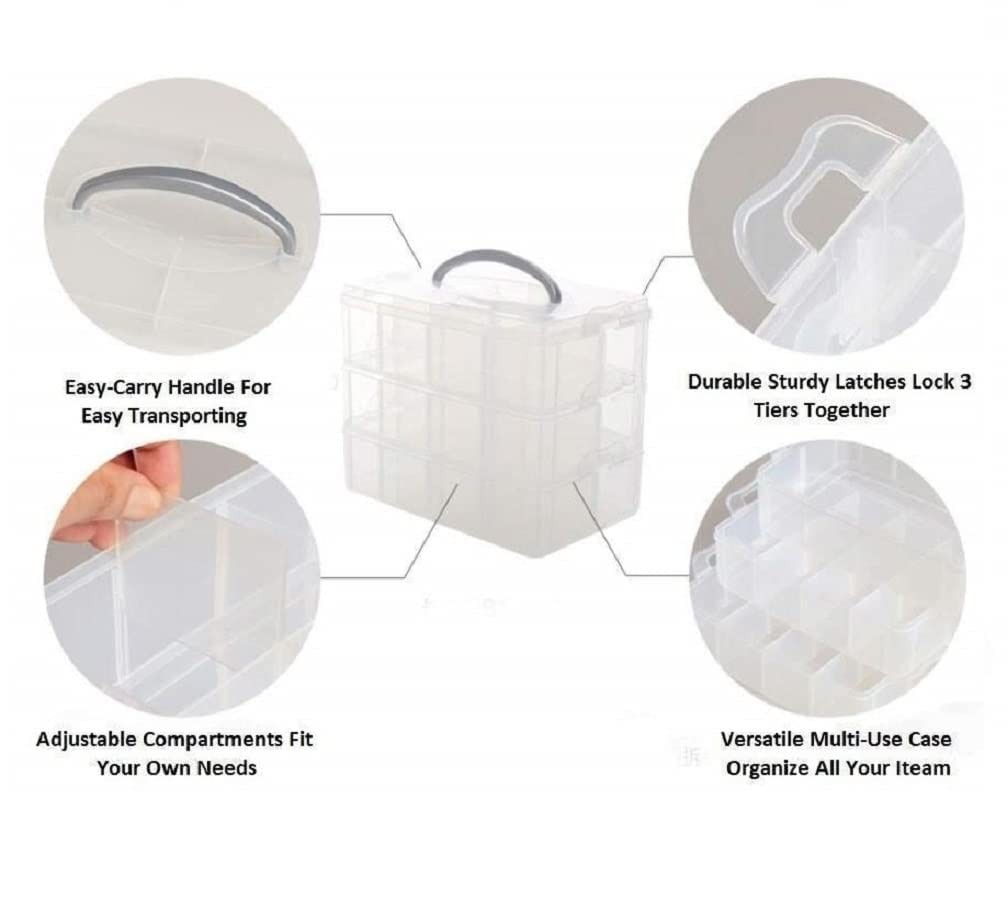 Easy-Carry Handle For
Easy Transporting
Durable Sturdy Latches Lock 3
Tiers Together
Adjustable Compartments Fit
Your Own Needs
Versatile Multi-Use Case
Organize All Your Iteam